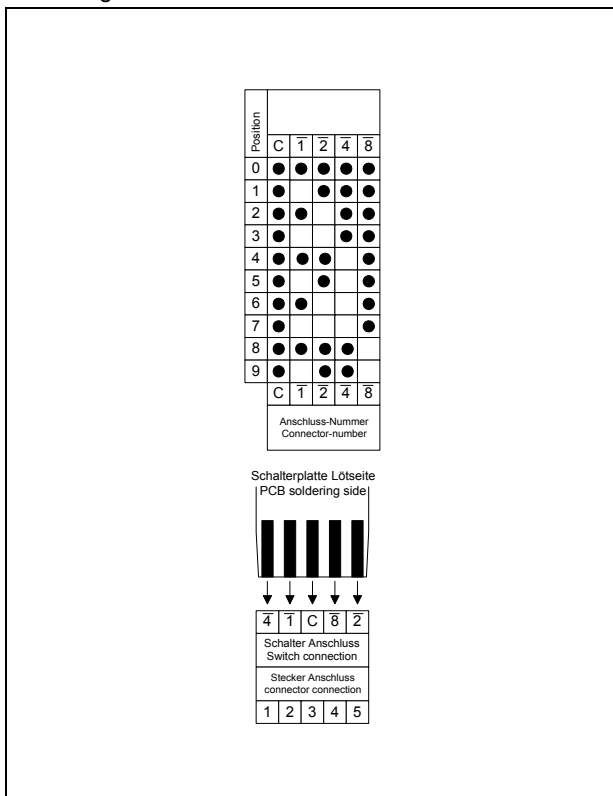 Position
C 1̅ 2̅ 4̅ 8̅
0
1
2
3
4
5
6
7
8
9
C 1̅ 2̅ 4̅ 8̅
Anschluss-Nummer
Connector-number
Schalterplatte Lötseite
PCB soldering side
4̅ 1̅ C 8̅ 2̅
Schalter Anschluss
Switch connection
Stecker Anschluss
connector connection
1 2 3 4 5